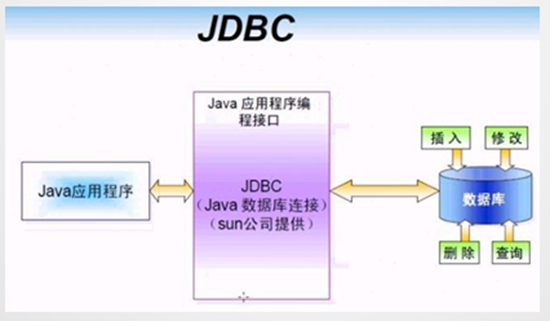 JDBC
Java 应用程序编
程接口
Java应用程序
JDBC
（Java 数据库连接）
（sun公司提供）
插 入
修 改
数据库
删 除
查询